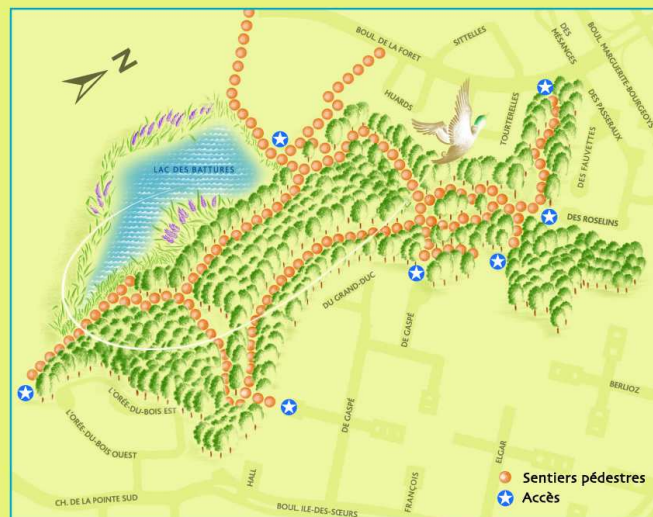 N
BOUL. DE LA FORET
SITTELLES
DES MÉSANGES
BOUL. MARGUERITE-BOURGEOYS
HUARDS
TOURTERELLES
DES PASSERAUX
DES FAUVETTES
LAC DES BATTURES
DES ROSELINS
DU GRAND-DUC
DE GASPÉ
BERLIOZ
L'ORÉE-DU-BOIS EST
L'ORÉE-DU-BOIS OUEST
DE GASPÉ
HALL
FRANÇOIS
ELGAR
CH. DE LA POINTE SUD
BOUL. ILE-DES-SŒURS
Sentiers pédestres
Accès